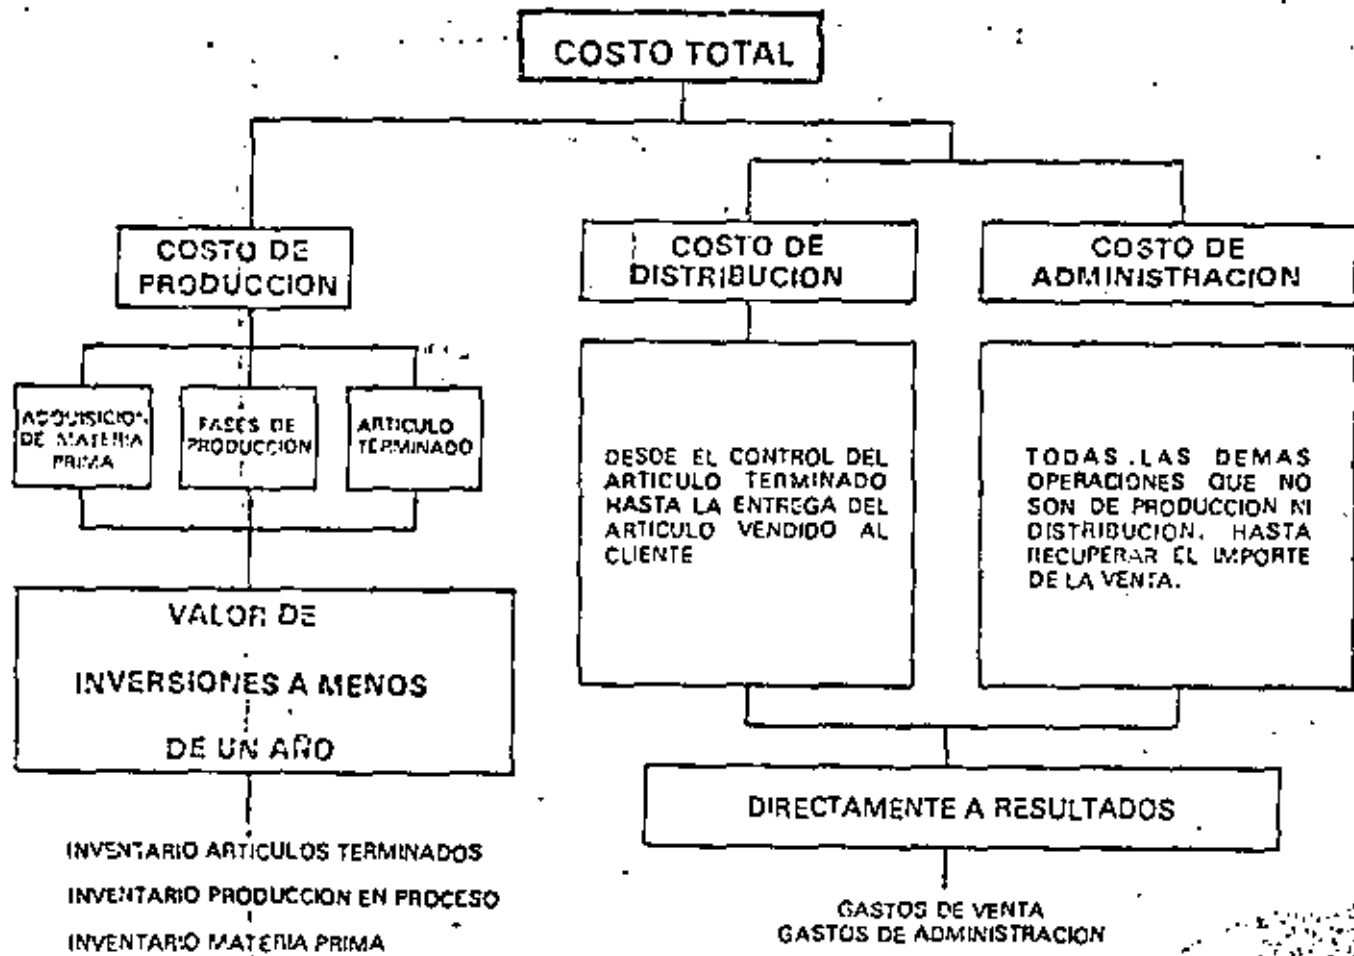 COSTO TOTAL
COSTO DE
PRODUCCION
COSTO DE
DISTRIBUCION
COSTO DE
ADMINISTRACION
ADQUISICION
DE MATERIA
PRIMA
FASES DE
PRODUCCION
ARTICULO
TERMINADO
DESDE EL CONTROL DEL
ARTICULO TERMINADO
HASTA LA ENTREGA DEL
ARTICULO VENDIDO AL
CLIENTE
TODAS LAS DEMAS
OPERACIONES QUE NO
SON DE PRODUCCION NI
DISTRIBUCION. HASTA
RECUPERAR EL IMPORTE
DE LA VENTA.
VALOR DE
INVERSIONES A MENOS
DE UN AÑO
DIRECTAMENTE A RESULTADOS
INVENTARIO ARTICULOS TERMINADOS
INVENTARIO PRODUCCION EN PROCESO
INVENTARIO MATERIA PRIMA
GASTOS DE VENTA
GASTOS DE ADMINISTRACION